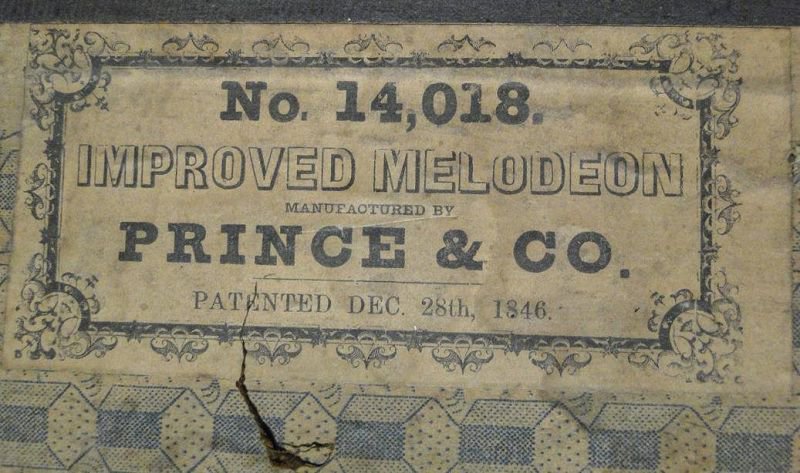 No. 14,018.
IMPROVED MELODEON
MANUFACTURED BY
PRINCE & CO.
PATENTED DEC. 28th, 1846.